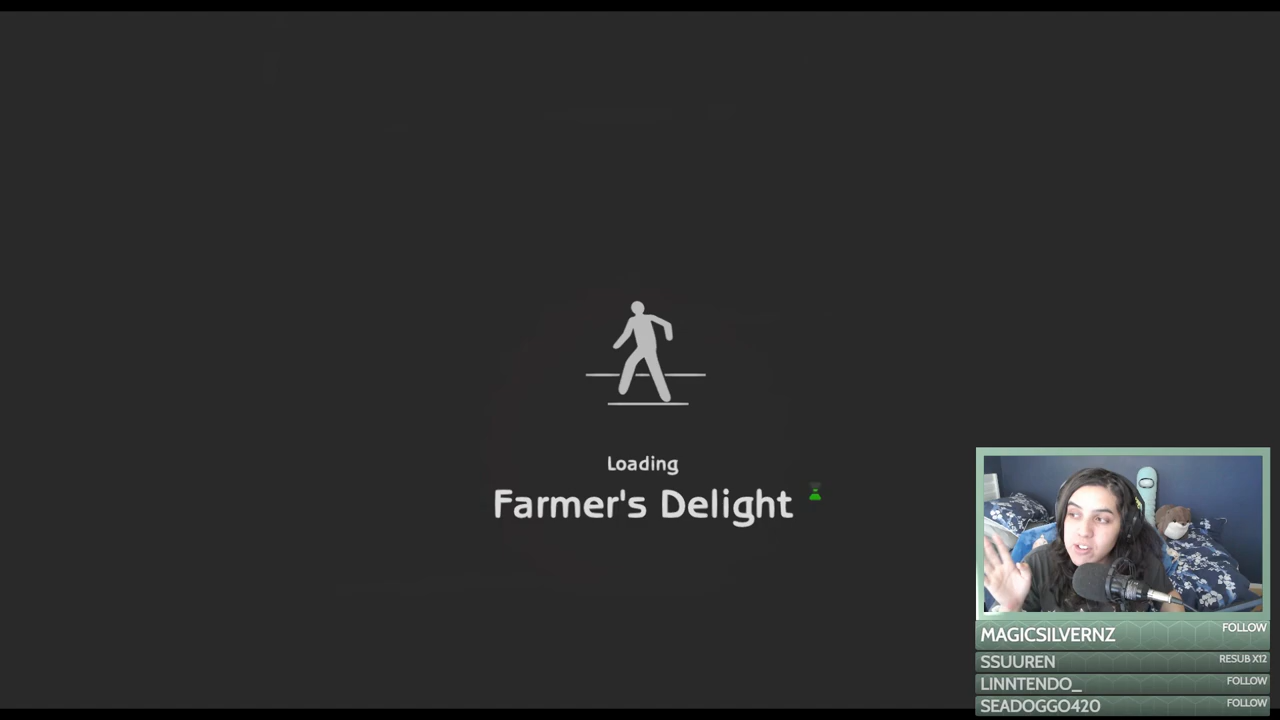 Loading
Farmer's Delight
MAGICSILVERNZ FOLLOW
SSUUREN RESUB X12
LINNTENDO_ FOLLOW
SEADOGGO420 FOLLOW